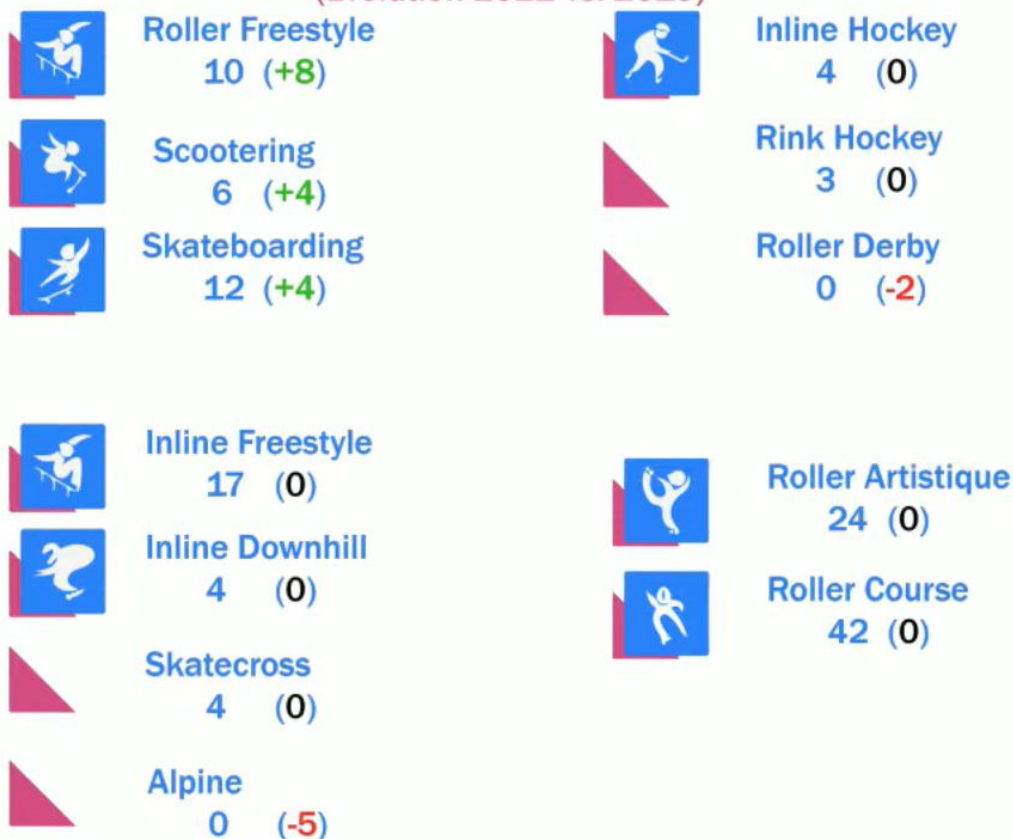 Roller Freestyle
10 (+8)
Scootering
6 (+4)
Skateboarding
12 (+4)
Inline Hockey
4 (0)
Rink Hockey
3 (0)
Roller Derby
0 (-2)
Inline Freestyle
17 (0)
Inline Downhill
4 (0)
Skatecross
4 (0)
Alpine
0 (-5)
Roller Artistique
24 (0)
Roller Course
42 (0)